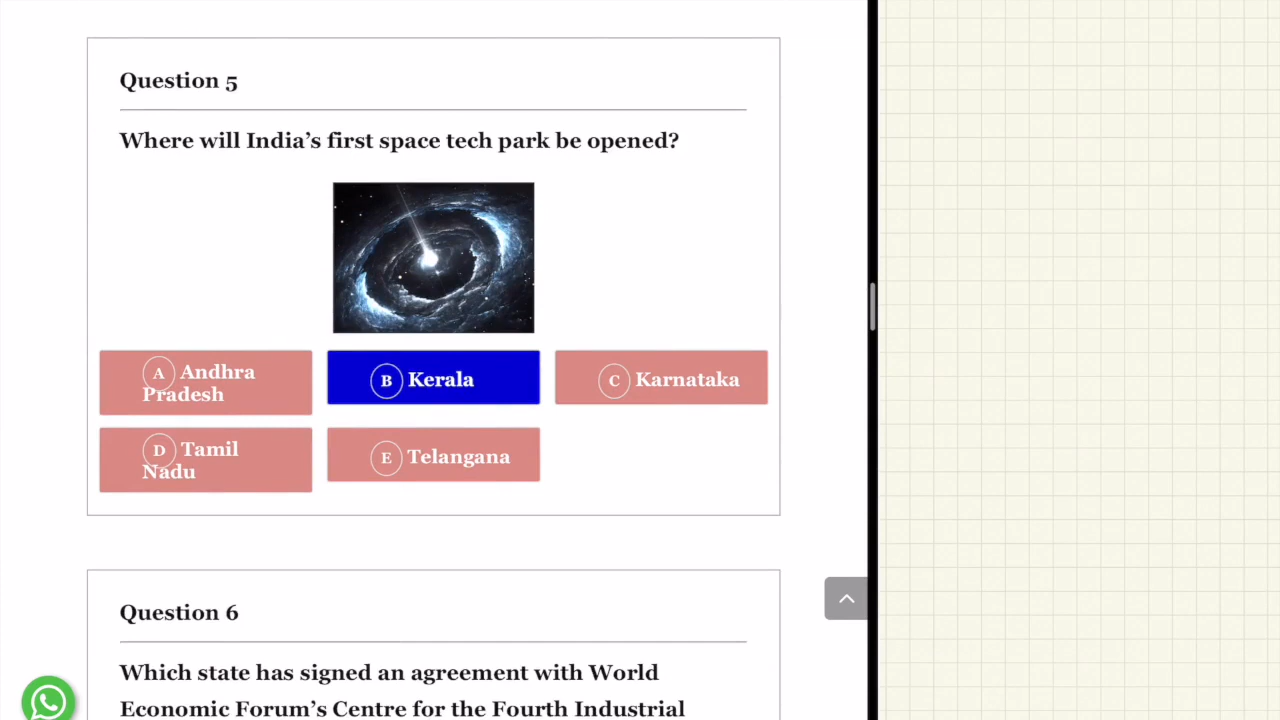 Question 5
Where will India's first space tech park be opened?
A Andhra
Pradesh
B Kerala
C Karnataka
D Tamil
Nadu
E Telangana
Question 6
Which state has signed an agreement with World
Economic Forum's Centre for the Fourth Industrial